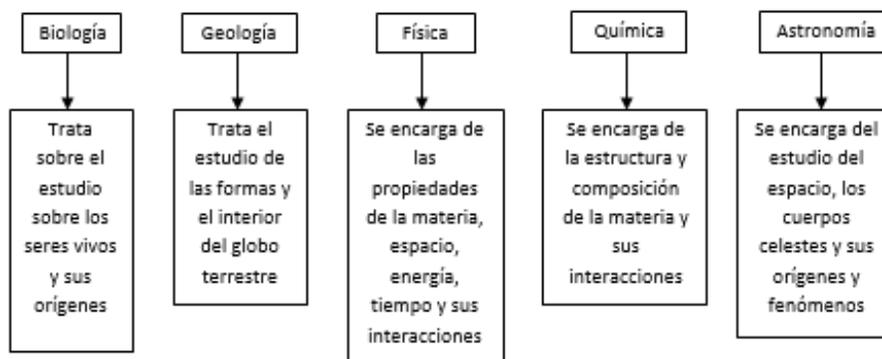 Biología
Trata
sobre el
estudio
sobre los
seres vivos
y sus
orígenes
Geología
Trata el
estudio de
las formas y
el interior
del globo
terrestre
Física
Se encarga de
las
propiedades
de la materia,
espacio,
energía,
tiempo y sus
interacciones
Química
Se encarga de
la estructura y
composición
de la materia y
sus
interacciones
Astronomía
Se encarga del
estudio del
espacio, los
cuerpos
celestes y sus
orígenes y
fenómenos